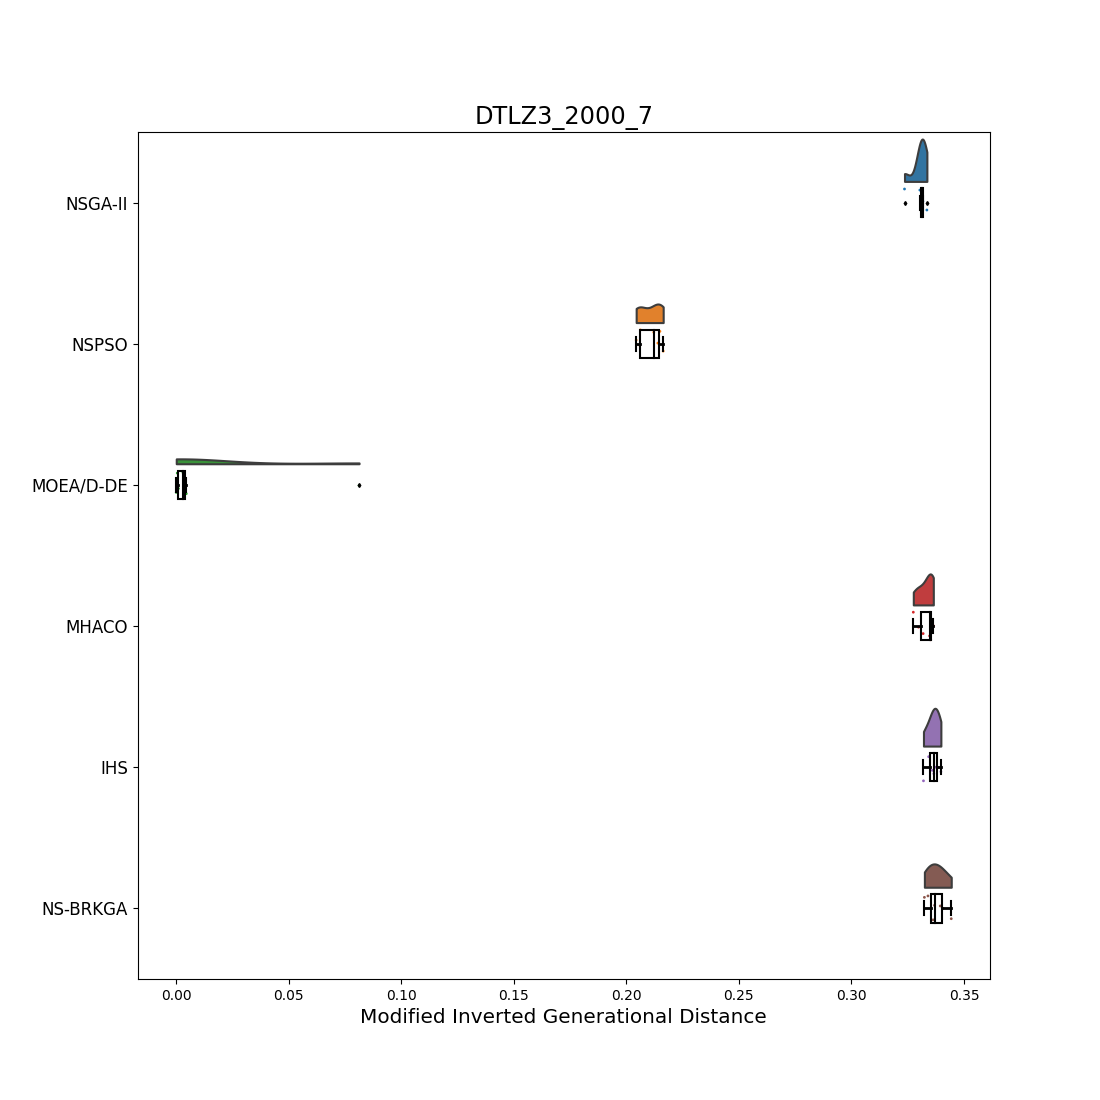 DTLZ3_2000_7
NSGA-II
NSPSO
MOEA/D-DE
MHACO
IHS
NS-BRKGA
0.00 0.05 0.10 0.15 0.20 0.25 0.30 0.35
Modified Inverted Generational Distance